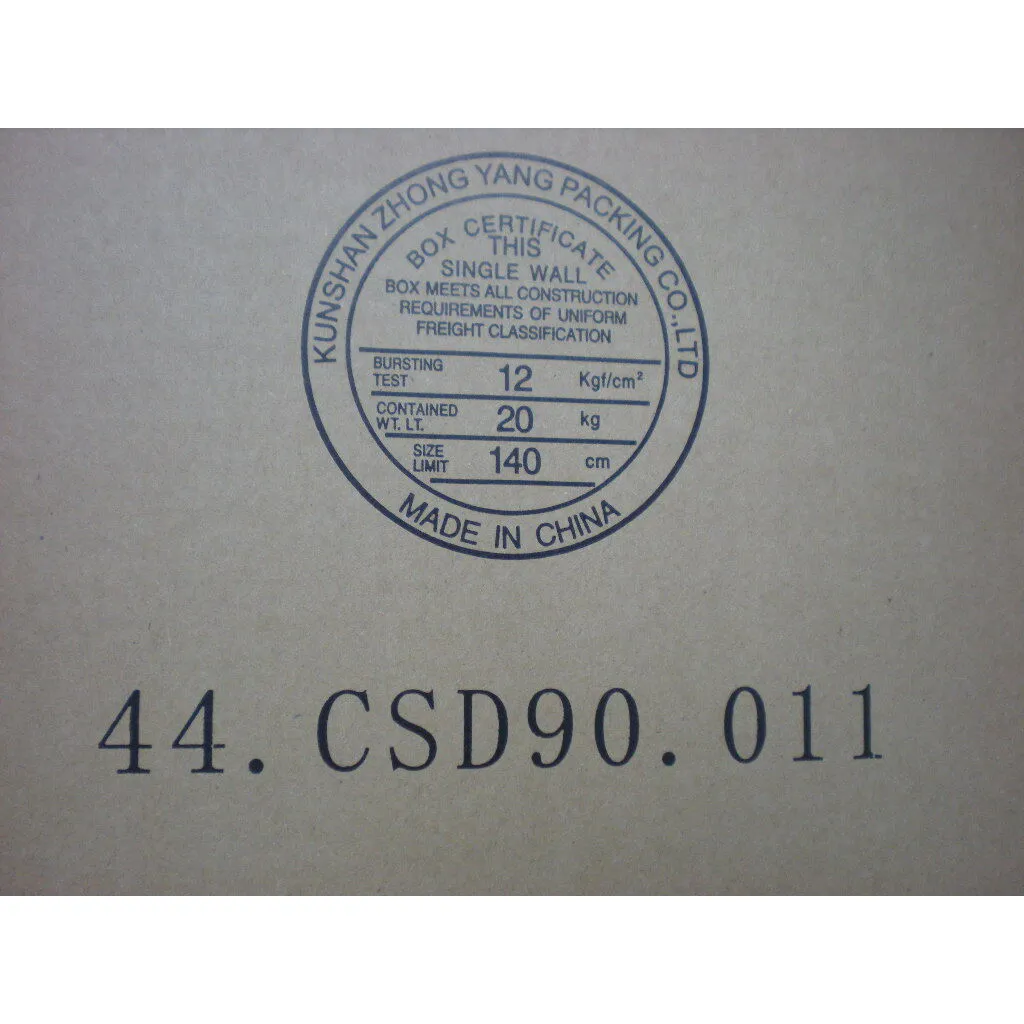 KUNSHAN ZHONG YANG PACKING CO.,LTD
BOX CERTIFICATE
THIS
SINGLE WALL
BOX MEETS ALL CONSTRUCTION
REQUIREMENTS OF UNIFORM
FREIGHT CLASSIFICATION
BURSTING
TEST 12 Kgf/cm²
CONTAINED
WT. LT. 20 kg
SIZE
LIMIT 140 cm
MADE IN CHINA
44.CSD90.011